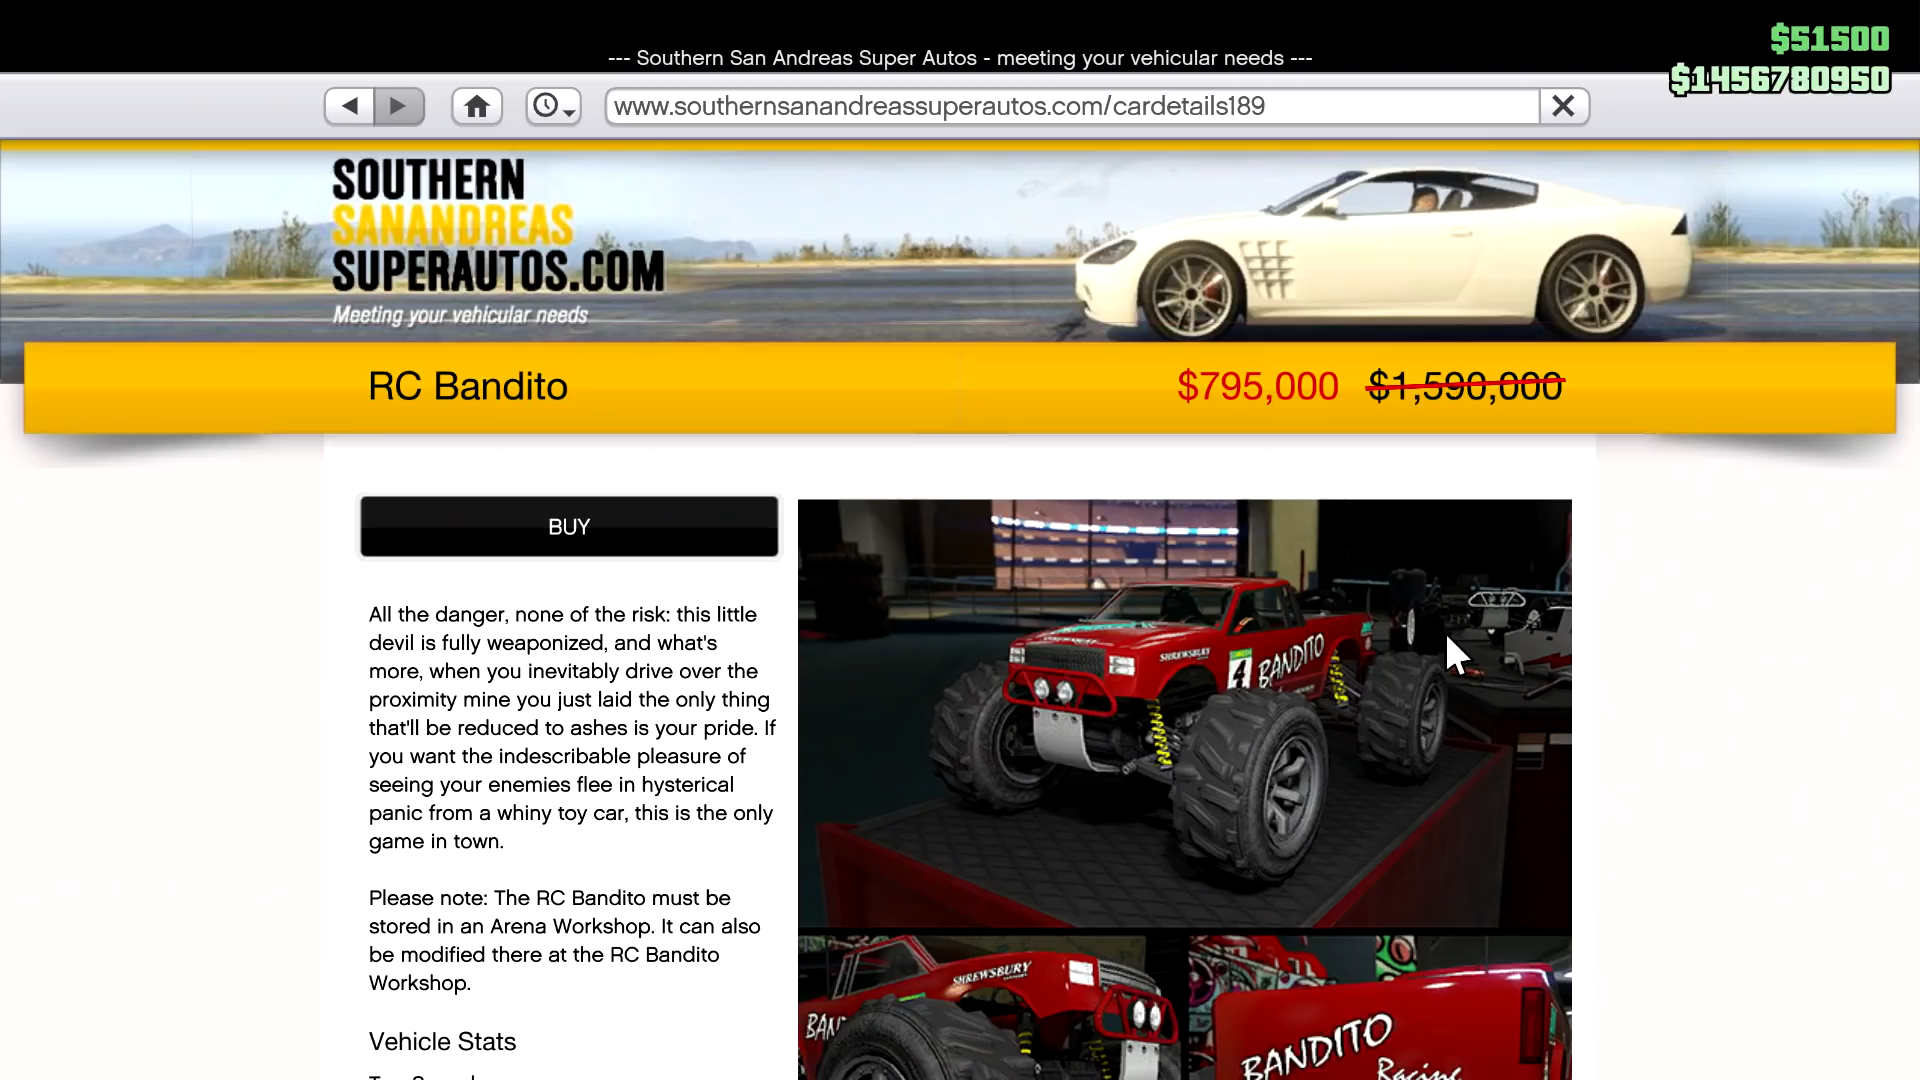 $51500
--- Southern San Andreas Super Autos - meeting your vehicular needs ---
$1456780950
www.southernsanandreassuperautos.com/cardetails189
SOUTHERN
SANANDREAS
SUPERAUTOS.COM
Meeting your vehicular needs
RC Bandito
$795,000 $1,590,000
BUY
All the danger, none of the risk: this little
devil is fully weaponized, and what's
more, when you inevitably drive over the
proximity mine you just laid the only thing
that'll be reduced to ashes is your pride. If
you want the indescribable pleasure of
seeing your enemies flee in hysterical
panic from a whiny toy car, this is the only
game in town.
Please note: The RC Bandito must be
stored in an Arena Workshop. It can also
be modified there at the RC Bandito
Workshop.
Vehicle Stats
SHREWSBURY
4
BANDITO
SHREWSBURY
BANDITO
Racing